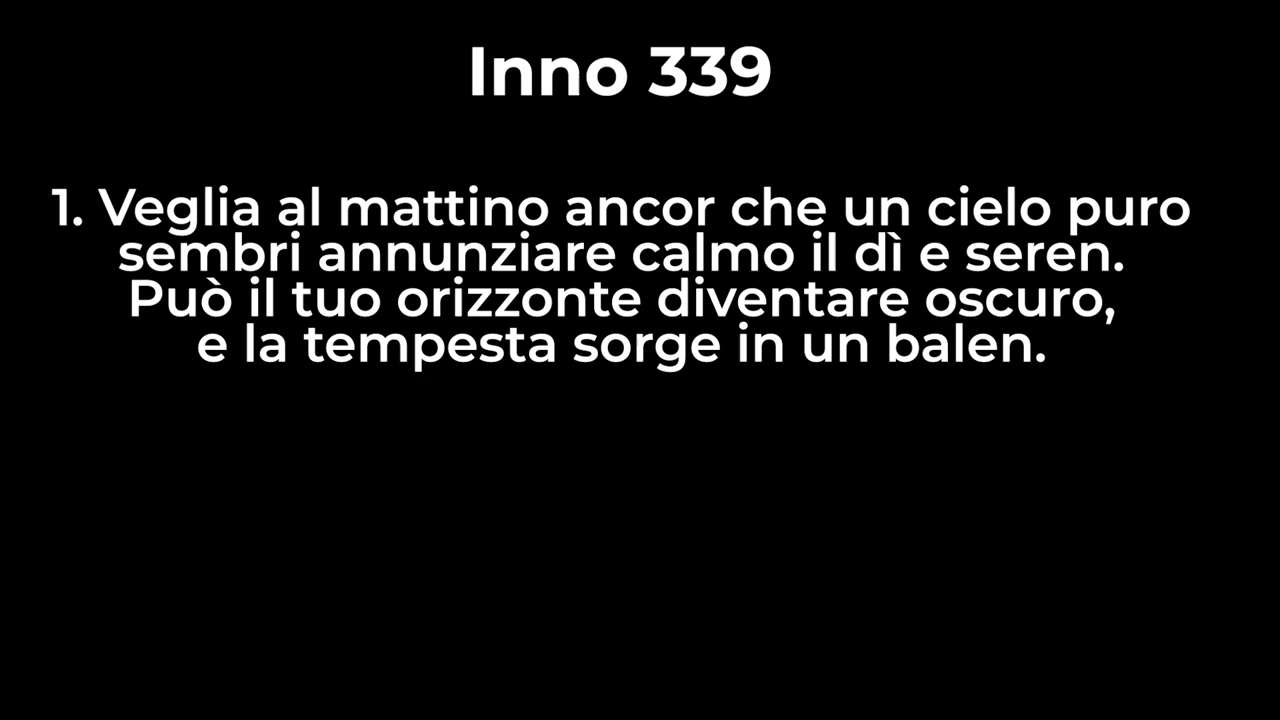 Inno 339
1. Veglia al mattino ancor che un cielo puro
sembri annunziare calmo il dì e seren.
Può il tuo orizzonte diventare oscuro,
e la tempesta sorge in un balen.